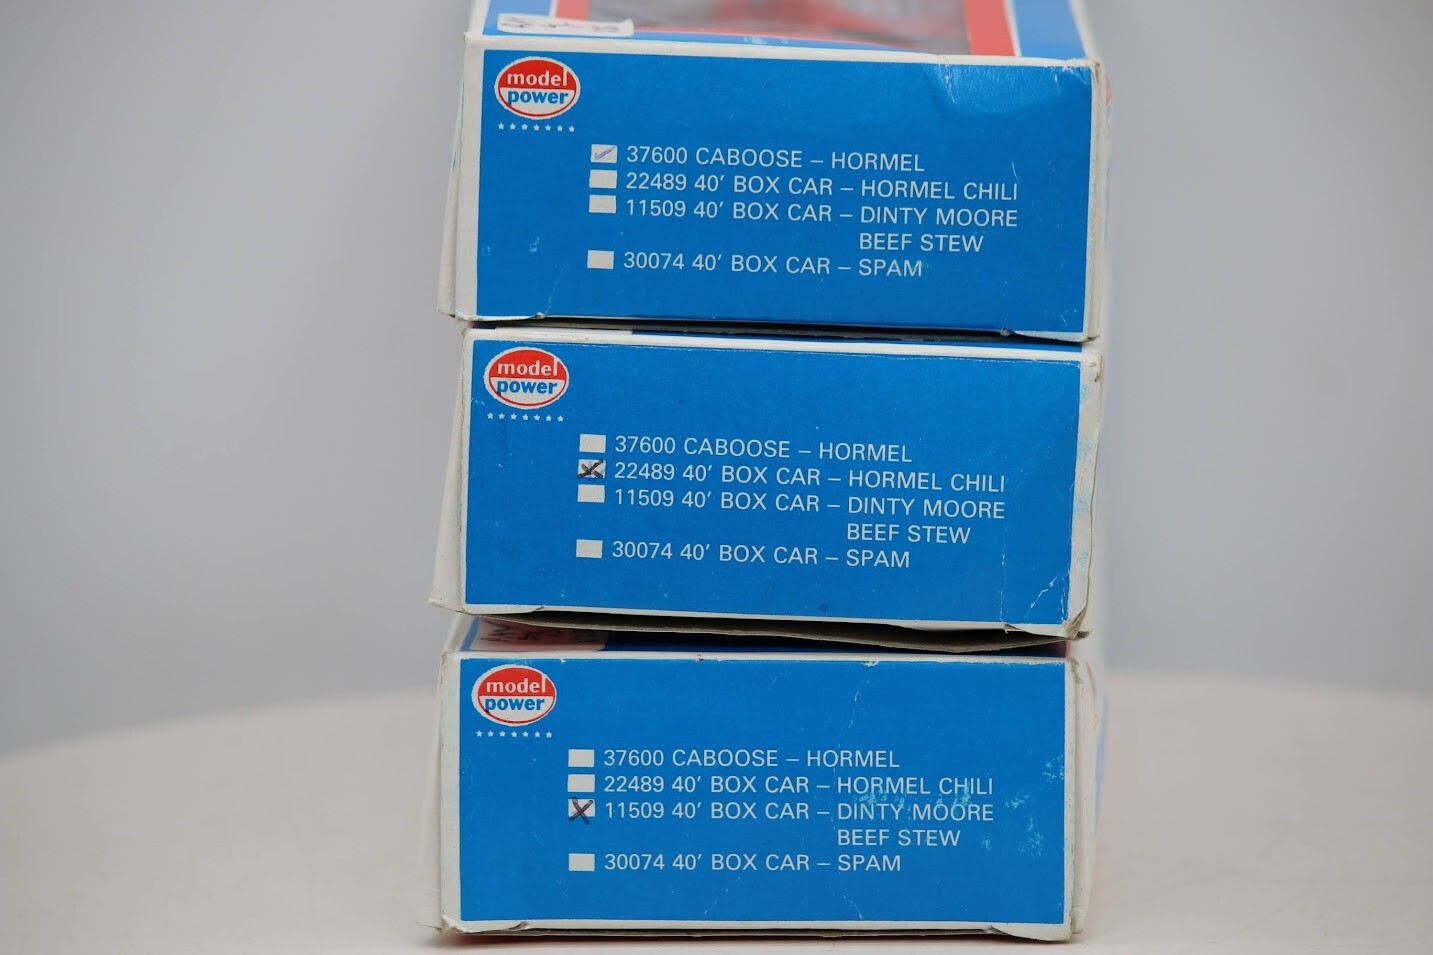 model
power
37600 CABOOSE – HORMEL
22489 40' BOX CAR – HORMEL CHILI
11509 40' BOX CAR – DINTY MOORE
BEEF STEW
30074 40' BOX CAR – SPAM
model
power
37600 CABOOSE – HORMEL
22489 40' BOX CAR – HORMEL CHILI
11509 40' BOX CAR – DINTY MOORE
BEEF STEW
30074 40' BOX CAR – SPAM
model
power
37600 CABOOSE – HORMEL
22489 40' BOX CAR – HORMEL CHILI
11509 40' BOX CAR – DINTY MOORE
BEEF STEW
30074 40' BOX CAR – SPAM